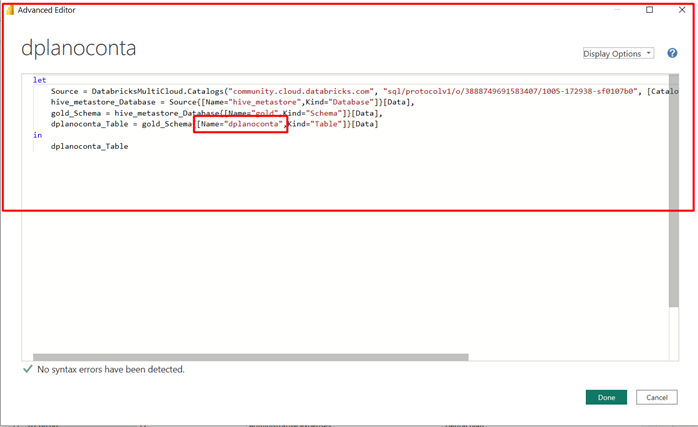 Advanced Editor
dplanoconta
Display Options
?
let
Source = DatabricksMultiCloud.Catalogs("community.cloud.databricks.com", "sql/protocolv1/o/3888749691583407/1005-172938-sf0107b0", [Catalo
hive_metastore_Database = Source{[Name="hive_metastore",Kind="Database"]}[Data],
gold_Schema = hive_metastore_Database{[Name="gold",Kind="Schema"]}[Data],
dplanoconta_Table = gold_Schema{[Name="dplanoconta",Kind="Table"]}[Data]
in
dplanoconta_Table
No syntax errors have been detected.
Done Cancel